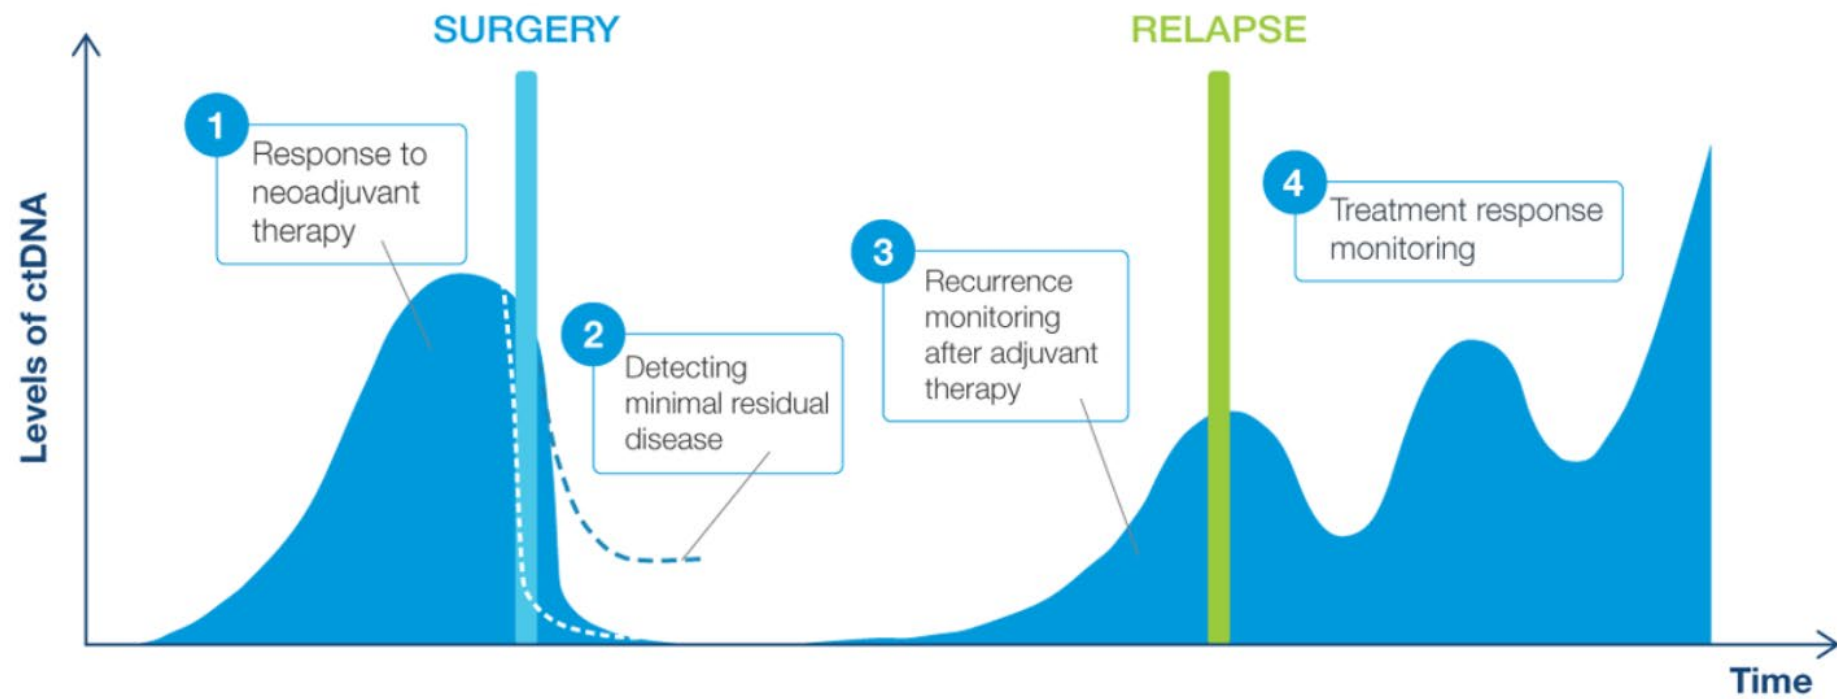 SURGERY
RELAPSE
Levels of ctDNA
1
Response to
neoadjuvant
therapy
2
Detecting
minimal residual
disease
3
Recurrence
monitoring
after adjuvant
therapy
4
Treatment response
monitoring
Time